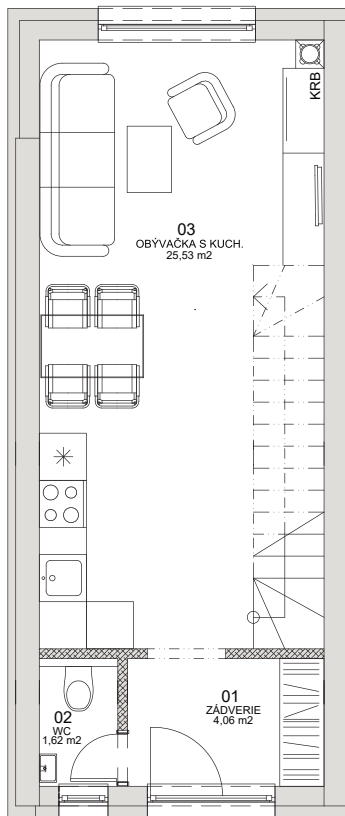 KRB
03
OBÝVAČKA S KUCH.
25,53 m2
01
ZÁDVERIE
4,06 m2
02
WC
1,62 m2